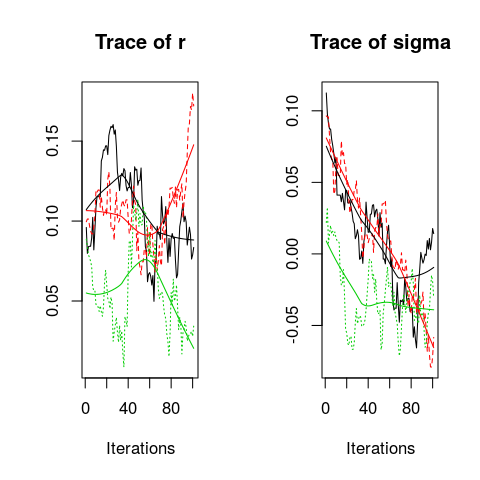 Trace of r
0.05 0.10 0.15
0 40 80
Iterations
Trace of sigma
-0.05 0.00 0.05 0.10
0 40 80
Iterations